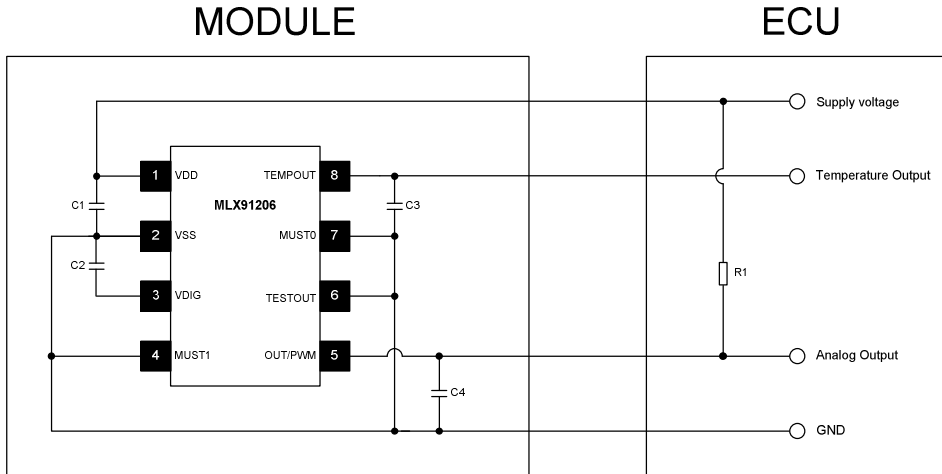 MODULE
ECU
Supply voltage
1 VDD TEMPOUT 8
Temperature Output
C1
MLX91206
C3
2 VSS MUST0 7
C2
R1
3 VDIG TESTOUT 6
4 MUST1 OUT/PWM 5
Analog Output
C4
GND